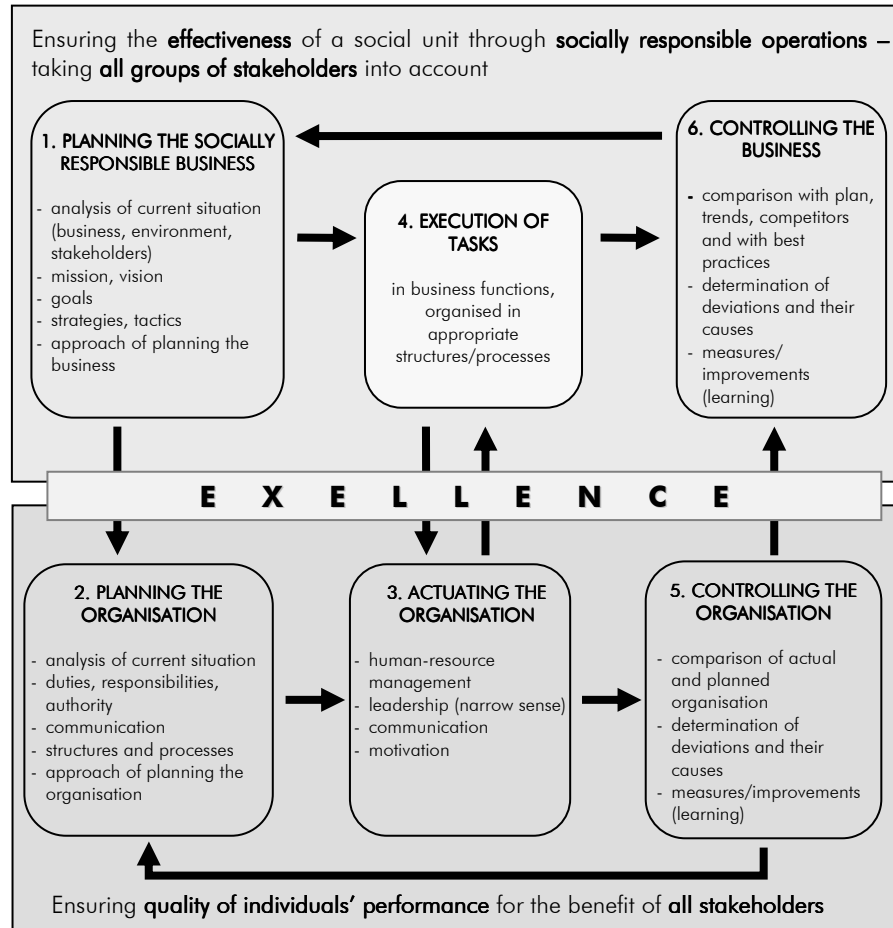 Ensuring the effectiveness of a social unit through socially responsible operations –
taking all groups of stakeholders into account
1. PLANNING THE SOCIALLY
RESPONSIBLE BUSINESS
- analysis of current situation
(business, environment,
stakeholders)
- mission, vision
- goals
- strategies, tactics
- approach of planning the
business
4. EXECUTION OF
TASKS
in business functions,
organised in
appropriate
structures/processes
6. CONTROLLING THE
BUSINESS
- comparison with plan,
trends, competitors
and with best
practices
- determination of
deviations and their
causes
- measures/
improvements
(learning)
E X E L L E N C E
2. PLANNING THE
ORGANISATION
- analysis of current situation
- duties, responsibilities,
authority
- communication
- structures and processes
- approach of planning the
organisation
3. ACTUATING THE
ORGANISATION
- human-resource
management
- leadership (narrow sense)
- communication
- motivation
5. CONTROLLING THE
ORGANISATION
- comparison of actual
and planned
organisation
- determination of
deviations and their
causes
- measures/improvements
(learning)
Ensuring quality of individuals’ performance for the benefit of all stakeholders